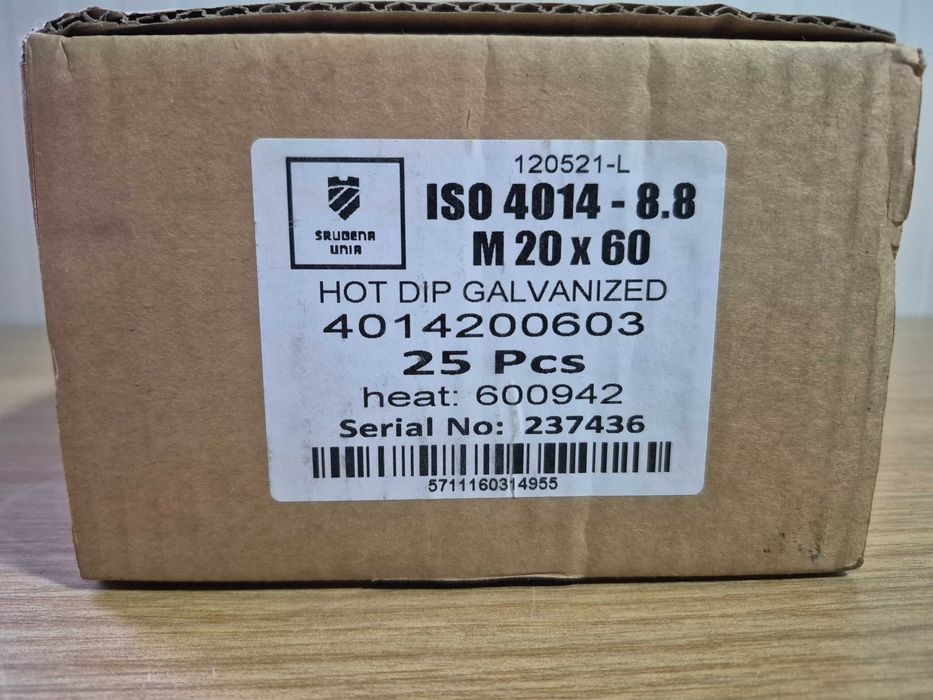 120521-L
SRUBENA
UNIA
ISO 4014 - 8.8
M 20 x 60
HOT DIP GALVANIZED
4014200603
25 Pcs
heat: 600942
Serial No: 237436
5711160314955